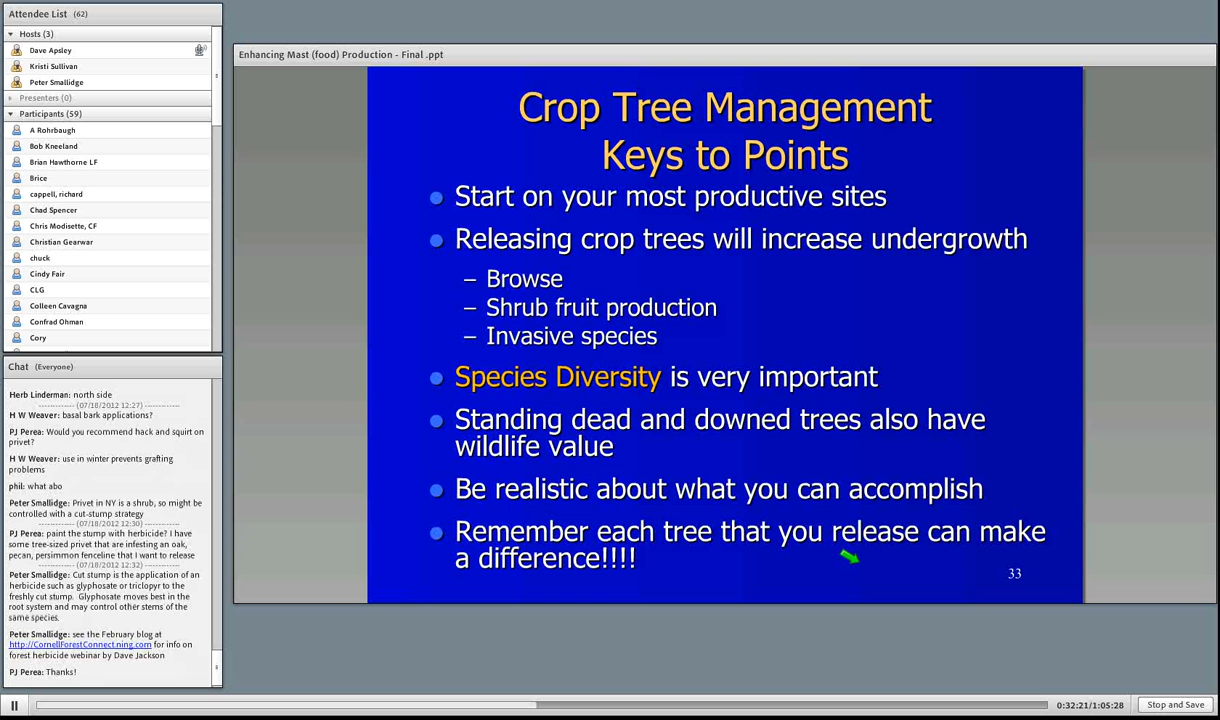 Attendee List (62)
Hosts (3)
Dave Apsley
Kristi Sullivan
Peter Smallidge
Presenters (0)
Participants (59)
A Rohrbaugh
Bob Kneeland
Brian Hawthorne LF
Brice
cappell, richard
Chad Spencer
Chris Modisette, CF
Christian Gearwar
chuck
Cindy Fair
CLG
Colleen Cavagna
Confrad Ohman
Cory
Chat (Everyone)
Herb Linderman: north side
------------- (07/18/2012 12:27) -------------
H W Weaver: basal bark applications?
PJ Perea: Would you recommend hack and squirt on
privet?
H W Weaver: use in winter prevents grafting
problems
phil: what abo
Peter Smallidge: Privet in NY is a shrub, so might be
controlled with a cut-stump strategy
------------- (07/18/2012 12:30) -------------
PJ Perea: paint the stump with herbicide? I have
some tree-sized privet that are infesting an oak,
pecan, persimmon fenceline that I want to release
------------- (07/18/2012 12:32) -------------
Peter Smallidge: Cut stump is the application of an
herbicide such as glyphosate or triclopyr to the
freshly cut stump. Glyphosate moves best in the
root system and may control other stems of the
same species.
Peter Smallidge: see the February blog at
http://CornellForestConnect.ning.com for info on
forest herbicide webinar by Dave Jackson
PJ Perea: Thanks!
Enhancing Mast (food) Production - Final .ppt
Crop Tree Management
Keys to Points
Start on your most productive sites
Releasing crop trees will increase undergrowth
– Browse
– Shrub fruit production
– Invasive species
Species Diversity is very important
Standing dead and downed trees also have
wildlife value
Be realistic about what you can accomplish
Remember each tree that you release can make
a difference!!!!
33
0:32:21/1:05:28
Stop and Save